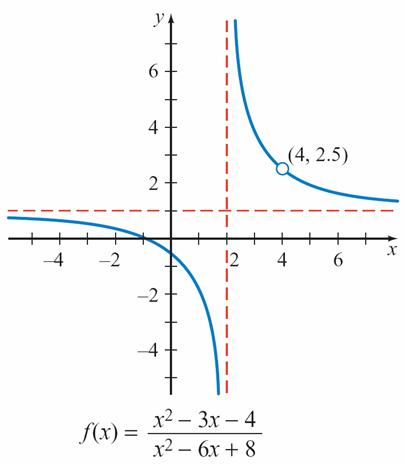 y
6
4
(4, 2.5)
2
x
–4 –2 2 4 6
–2
–4
f(x) = x² – 3x – 4 / x² – 6x + 8